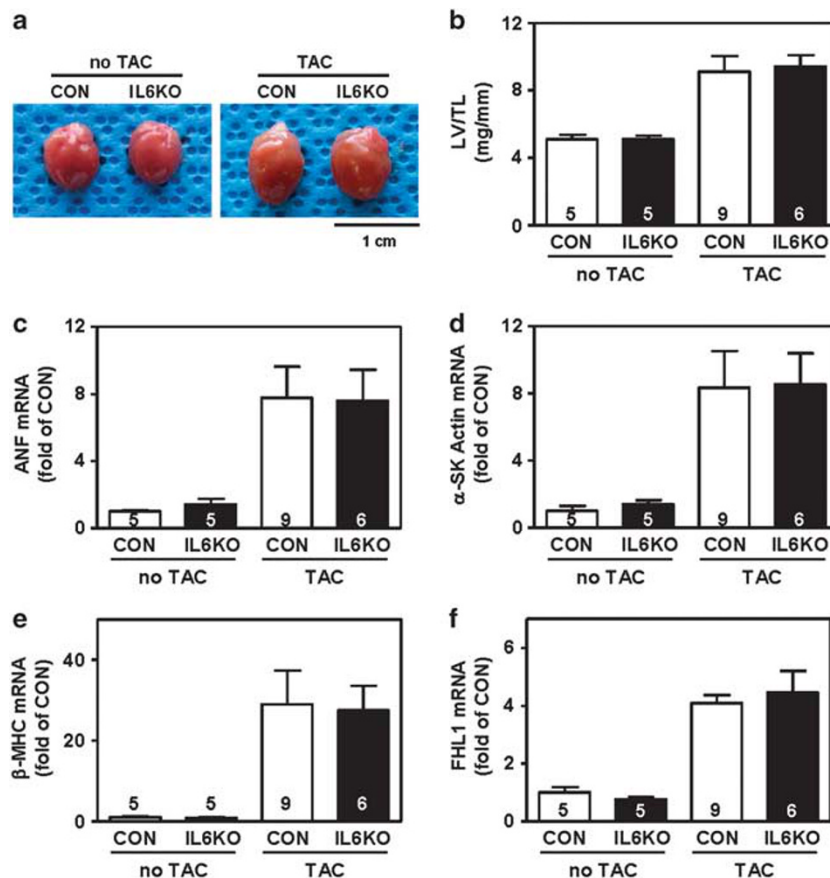 a
no TAC
TAC
CON IL6KO
CON IL6KO
1 cm
b
LV/TL
(mg/mm)
12
8
4
0
5
5
9
6
CON IL6KO CON IL6KO
no TAC
TAC
c
ANF mRNA
(fold of CON)
12
8
4
0
5
5
9
6
CON IL6KO CON IL6KO
no TAC
TAC
d
α-SK Actin mRNA
(fold of CON)
12
8
4
0
5
5
9
6
CON IL6KO CON IL6KO
no TAC
TAC
e
β-MHC mRNA
(fold of CON)
40
20
0
5
5
9
6
CON IL6KO CON IL6KO
no TAC
TAC
f
FHL1 mRNA
(fold of CON)
6
4
2
0
5
5
9
6
CON IL6KO CON IL6KO
no TAC
TAC